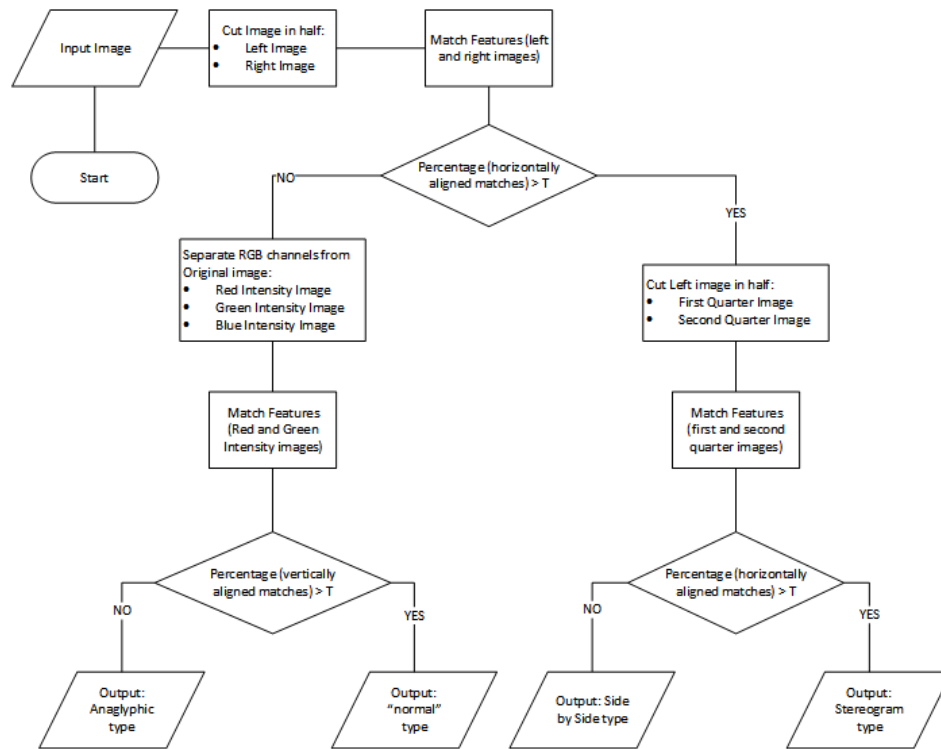 Input Image
Cut Image in half:
• Left Image
• Right Image
Match Features (left
and right images)
Start
Percentage (horizontally
aligned matches) > T
NO
YES
Separate RGB channels from
Original image:
• Red Intensity Image
• Green Intensity Image
• Blue Intensity Image
Cut Left image in half:
• First Quarter Image
• Second Quarter Image
Match Features
(Red and Green
Intensity images)
Match Features
(first and second
quarter images)
Percentage (vertically
aligned matches) > T
NO
YES
Percentage (horizontally
aligned matches) > T
NO
YES
Output:
Anaglyphic
type
Output:
“normal”
type
Output: Side
by Side type
Output:
Stereogram
type